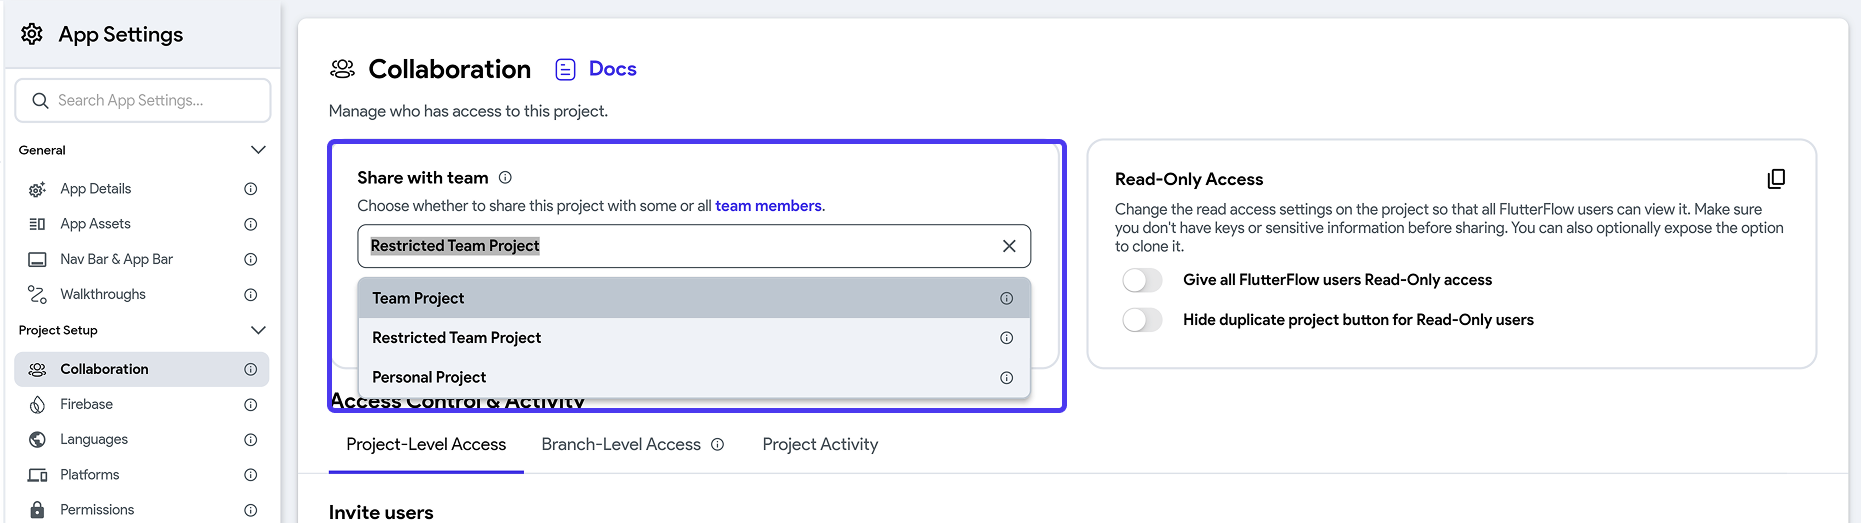 App Settings
Search App Settings...
General
App Details
App Assets
Nav Bar & App Bar
Walkthroughs
Project Setup
Collaboration
Firebase
Languages
Platforms
Permissions
Collaboration
Docs
Manage who has access to this project.
Share with team
Choose whether to share this project with some or all team members.
Restricted Team Project
Team Project
Restricted Team Project
Personal Project
Read-Only Access
Change the read access settings on the project so that all FlutterFlow users can view it. Make sure
you don't have keys or sensitive information before sharing. You can also optionally expose the option
to clone it.
Give all FlutterFlow users Read-Only access
Hide duplicate project button for Read-Only users
Access Control & Activity
Project-Level Access
Branch-Level Access
Project Activity
Invite users